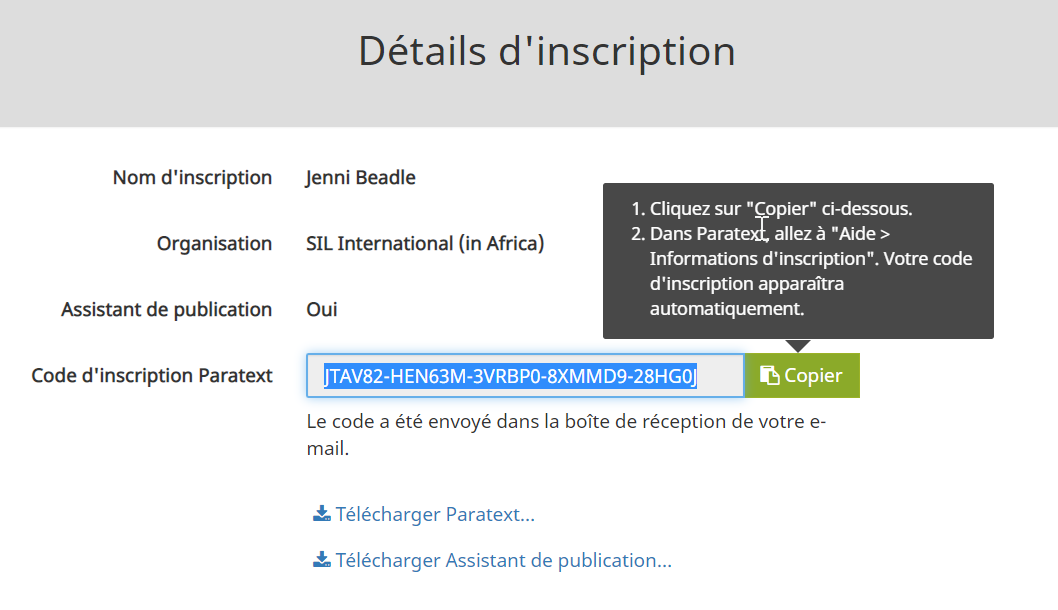 Détails d'inscription
Nom d'inscription Jenni Beadle
Organisation SIL International (in Africa)
Assistant de publication Oui
1. Cliquez sur "Copier" ci-dessous.
2. Dans Paratext, allez à "Aide >
Informations d'inscription". Votre code
d'inscription apparaîtra
automatiquement.
Code d'inscription Paratext JTAV82-HEN63M-3VRBP0-8XMMD9-28HG0J Copier
Le code a été envoyé dans la boîte de réception de votre e-
mail.
Télécharger Paratext...
Télécharger Assistant de publication...